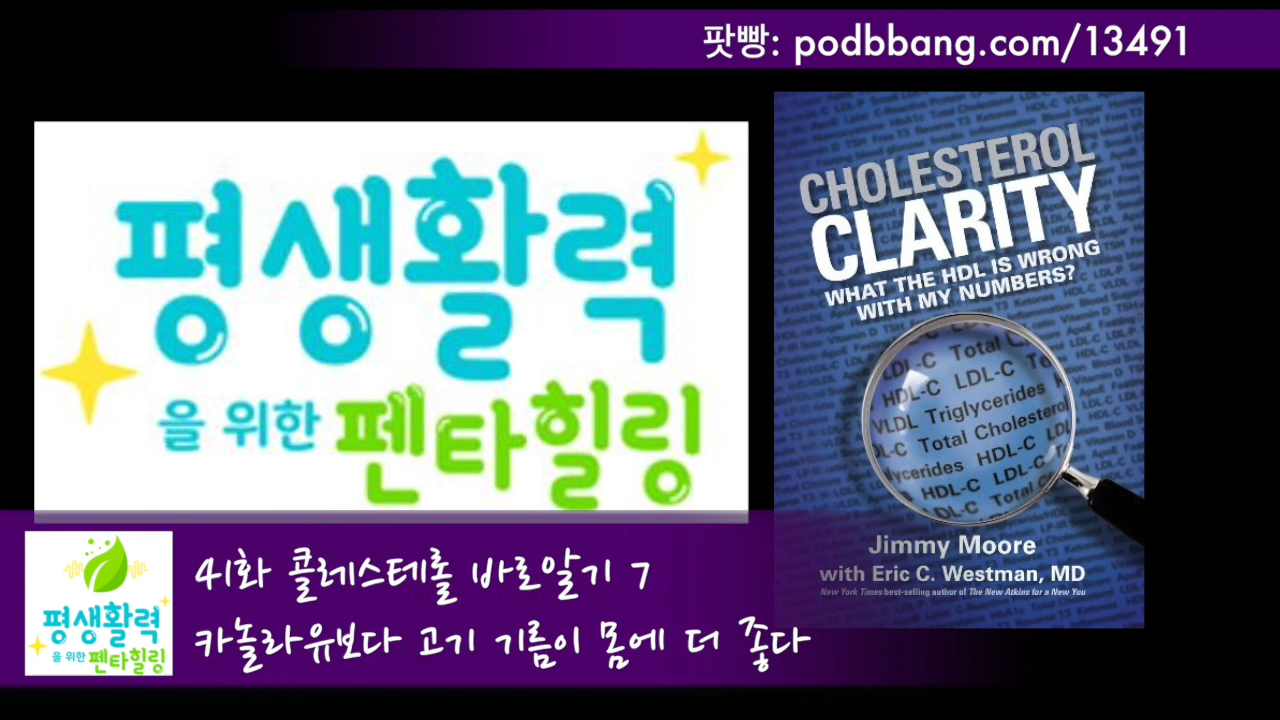 팟빵: podbbang.com/13491
평생활력
을 위한 펜타힐링
CHOLESTEROL
CLARITY
WHAT THE HDL IS WRONG
WITH MY NUMBERS?
LDL-C Total
HDL-C LDL-C
VLDL Triglycerides
Total Cholesterol
HDL-C
HDL-C LDL-C
Jimmy Moore
with Eric C. Westman, MD
New York Times best-selling author of The New Atkins for a New You
평생활력
을 위한 펜타힐링
41화 콜레스테롤 바로알기 7
카놀라유보다 고기 기름이 몸에 더 좋다